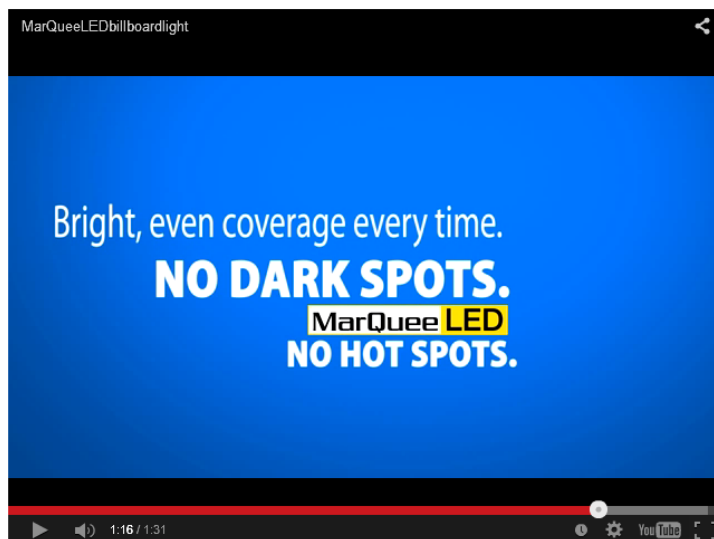 MarQueeLEDbillboardlight
Bright, even coverage every time.
NO DARK SPOTS.
MarQuee LED
NO HOT SPOTS.
1:16 / 1:31
YouTube